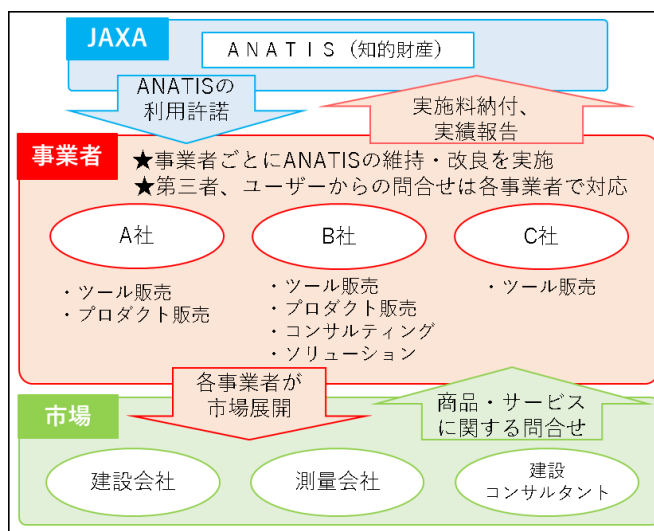 JAXA
ANATIS（知的財産）
ANATISの
利用許諾
実施料納付、
実績報告
事業者
★事業者ごとにANATISの維持・改良を実施
★第三者、ユーザーからの問合せは各事業者で対応
A社
B社
C社
・ツール販売
・プロダクト販売
・ツール販売
・プロダクト販売
・コンサルティング
・ソリューション
・ツール販売
各事業者が
市場展開
商品・サービス
に関する問合せ
市場
建設会社
測量会社
建設
コンサルタント